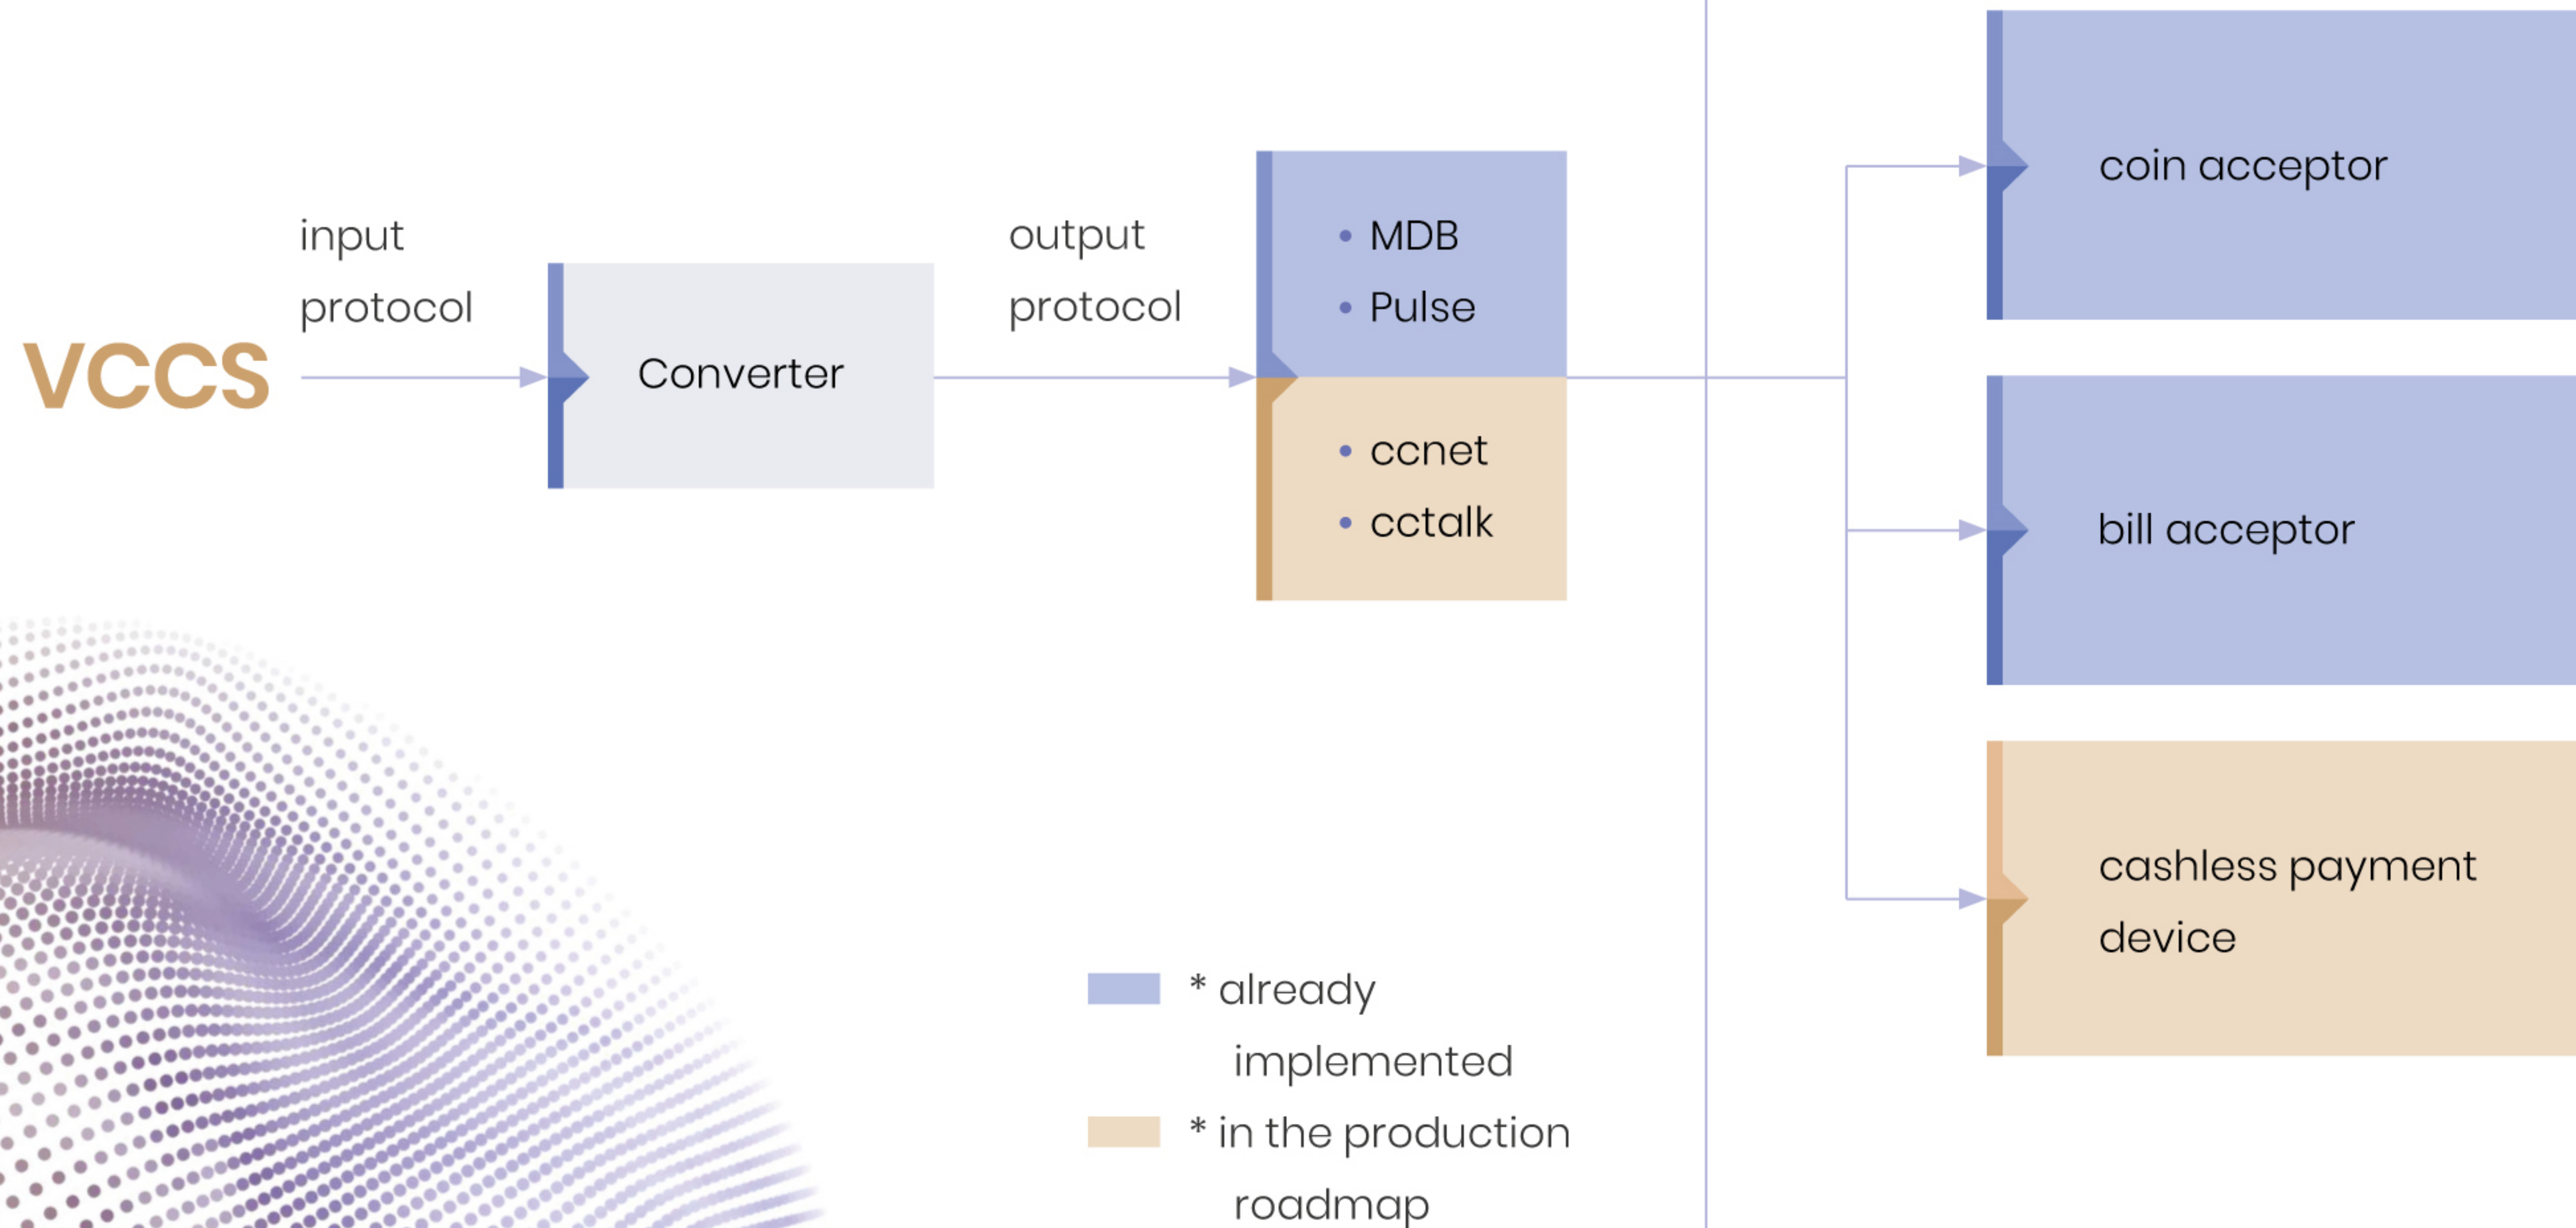 VCCS
input
protocol
Converter
output
protocol
• MDB
• Pulse
• ccnet
• cctalk
coin acceptor
bill acceptor
cashless payment
device
* already
implemented
* in the production
roadmap